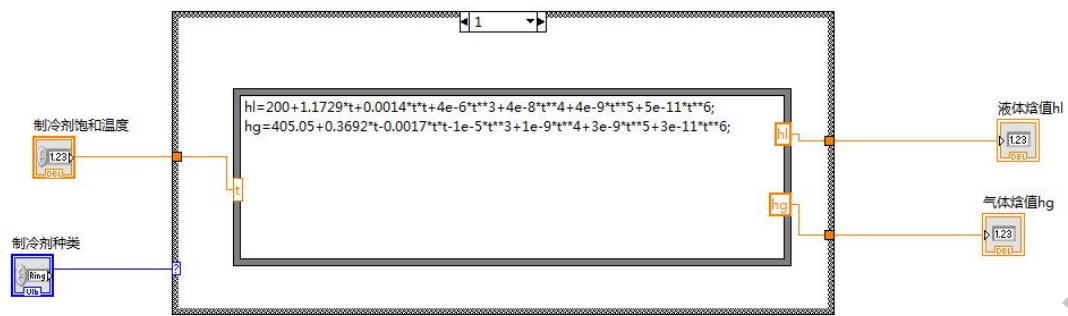 1
hl=200+1.1729*t+0.0014*t*t+4e-6*t**3+4e-8*t**4+4e-9*t**5+5e-11*t**6;
hg=405.05+0.3692*t-0.0017*t*t-1e-5*t**3+1e-9*t**4+3e-9*t**5+3e-11*t**6;
制冷剂饱和温度
1.23
DBL
t
hl
液体焓值hl
1.23
DBL
hg
气体焓值hg
1.23
DBL
制冷剂种类
Ring
U16
?